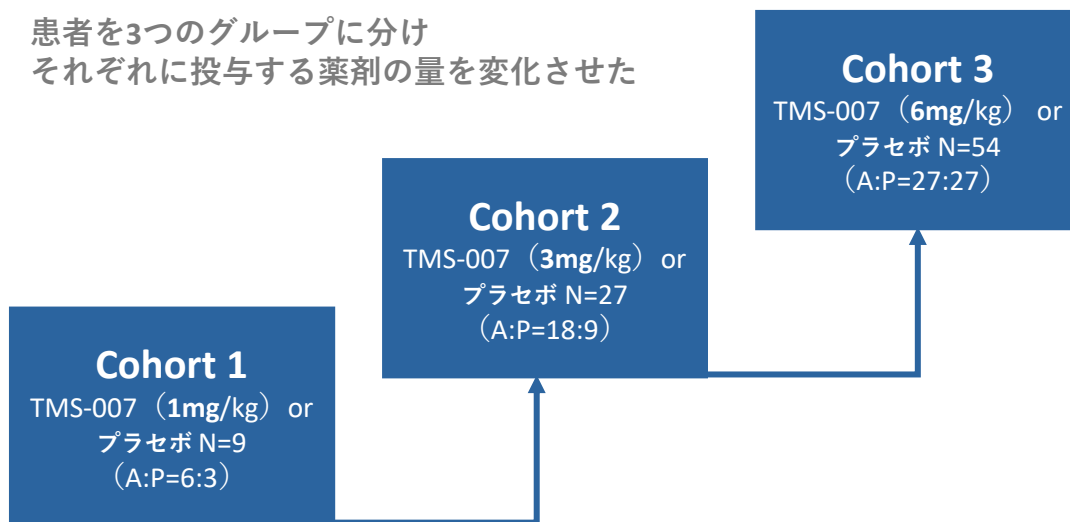 患者を3つのグループに分け
それぞれに投与する薬剤の量を変化させた
Cohort 3
TMS-007（6mg/kg） or
プラセボ N=54
（A:P=27:27）
Cohort 2
TMS-007（3mg/kg） or
プラセボ N=27
（A:P=18:9）
Cohort 1
TMS-007（1mg/kg） or
プラセボ N=9
（A:P=6:3）